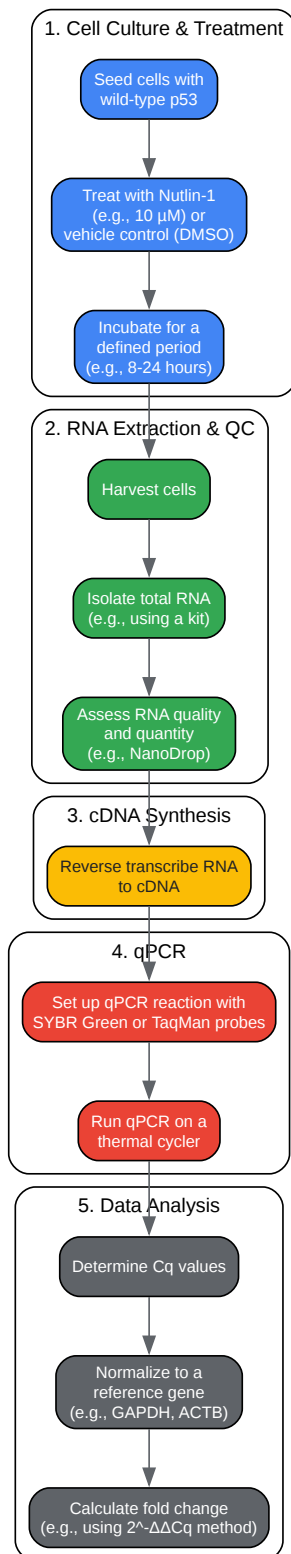 1. Cell Culture & Treatment
Seed cells with
wild-type p53
Treat with Nutlin-1
(e.g., 10 µM) or
vehicle control (DMSO)
Incubate for a
defined period
(e.g., 8-24 hours)
2. RNA Extraction & QC
Harvest cells
Isolate total RNA
(e.g., using a kit)
Assess RNA quality
and quantity
(e.g., NanoDrop)
3. cDNA Synthesis
Reverse transcribe RNA
to cDNA
4. qPCR
Set up qPCR reaction with
SYBR Green or TaqMan probes
Run qPCR on a
thermal cycler
5. Data Analysis
Determine Cq values
Normalize to a
reference gene
(e.g., GAPDH, ACTB)
Calculate fold change
(e.g., using 2^-ΔΔCq method)